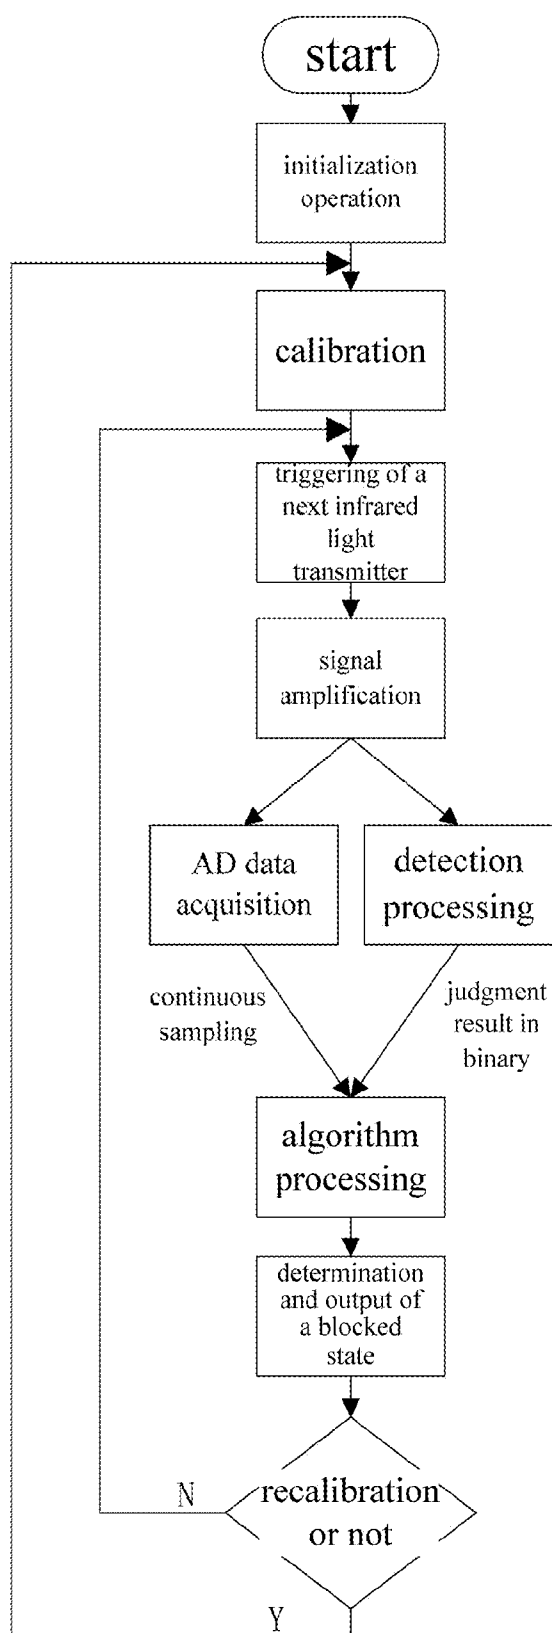 start
initialization
operation
calibration
triggering of a
next infrared
light
transmitter
signal
amplification
AD data
acquisition
detection
processing
continuous
sampling
judgment
result in
binary
algorithm
processing
determination
and output of
a blocked
state
N
recalibration
or not
Y